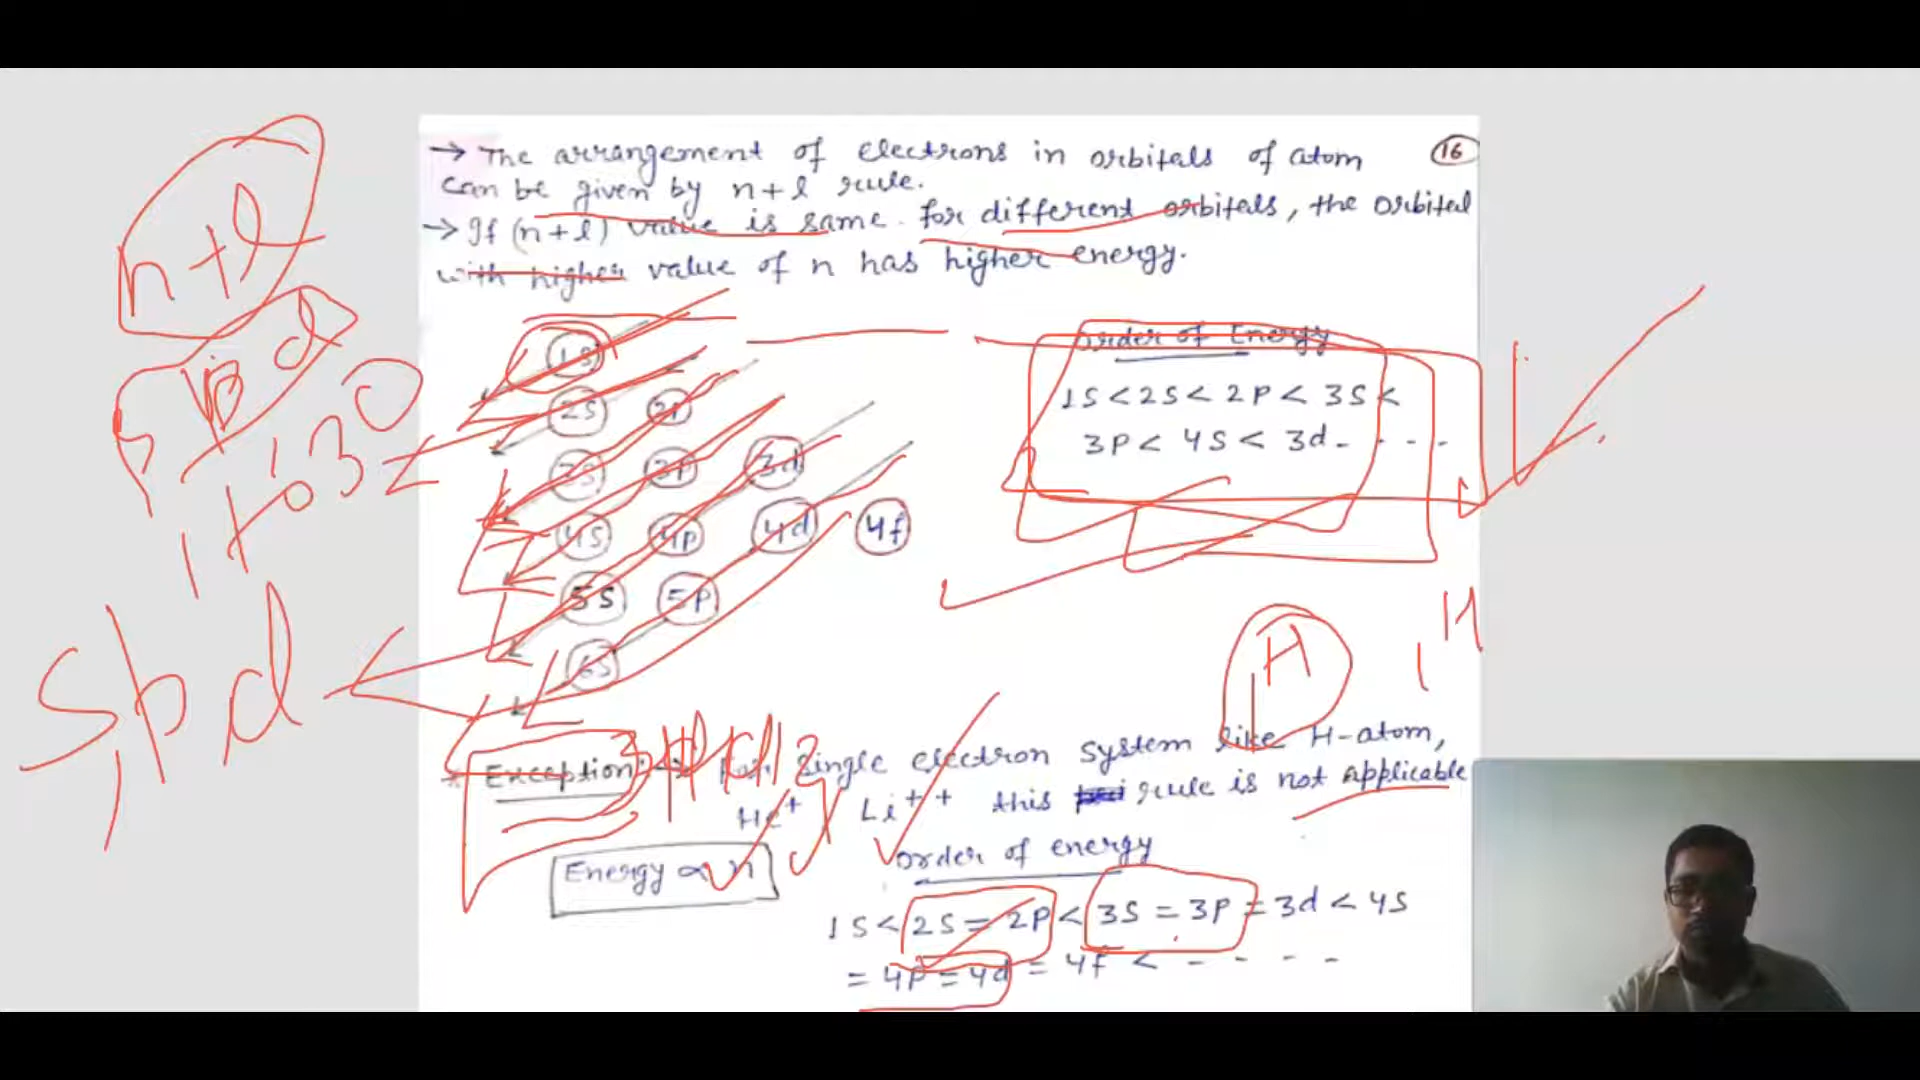 → The arrangement of electrons in orbitals of atom
16
can be given by n+l rule.
→ If (n+l) value is same for different orbitals, the orbital
with higher value of n has higher energy.
n+l
1s
2s 2p
3s 3p 3d
4s 4p 4d 4f
5s 5p
6s
order of Energy
1s < 2s < 2p < 3s <
3p < 4s < 3d - - - -
1+0
s p d
H
1H
* Exception: → For single electron system like H-atom,
He+ Li++ this rule is not applicable
Energy ∝ n
order of energy
1s < 2s = 2p < 3s = 3p = 3d < 4s
= 4p = 4d = 4f < - - - -